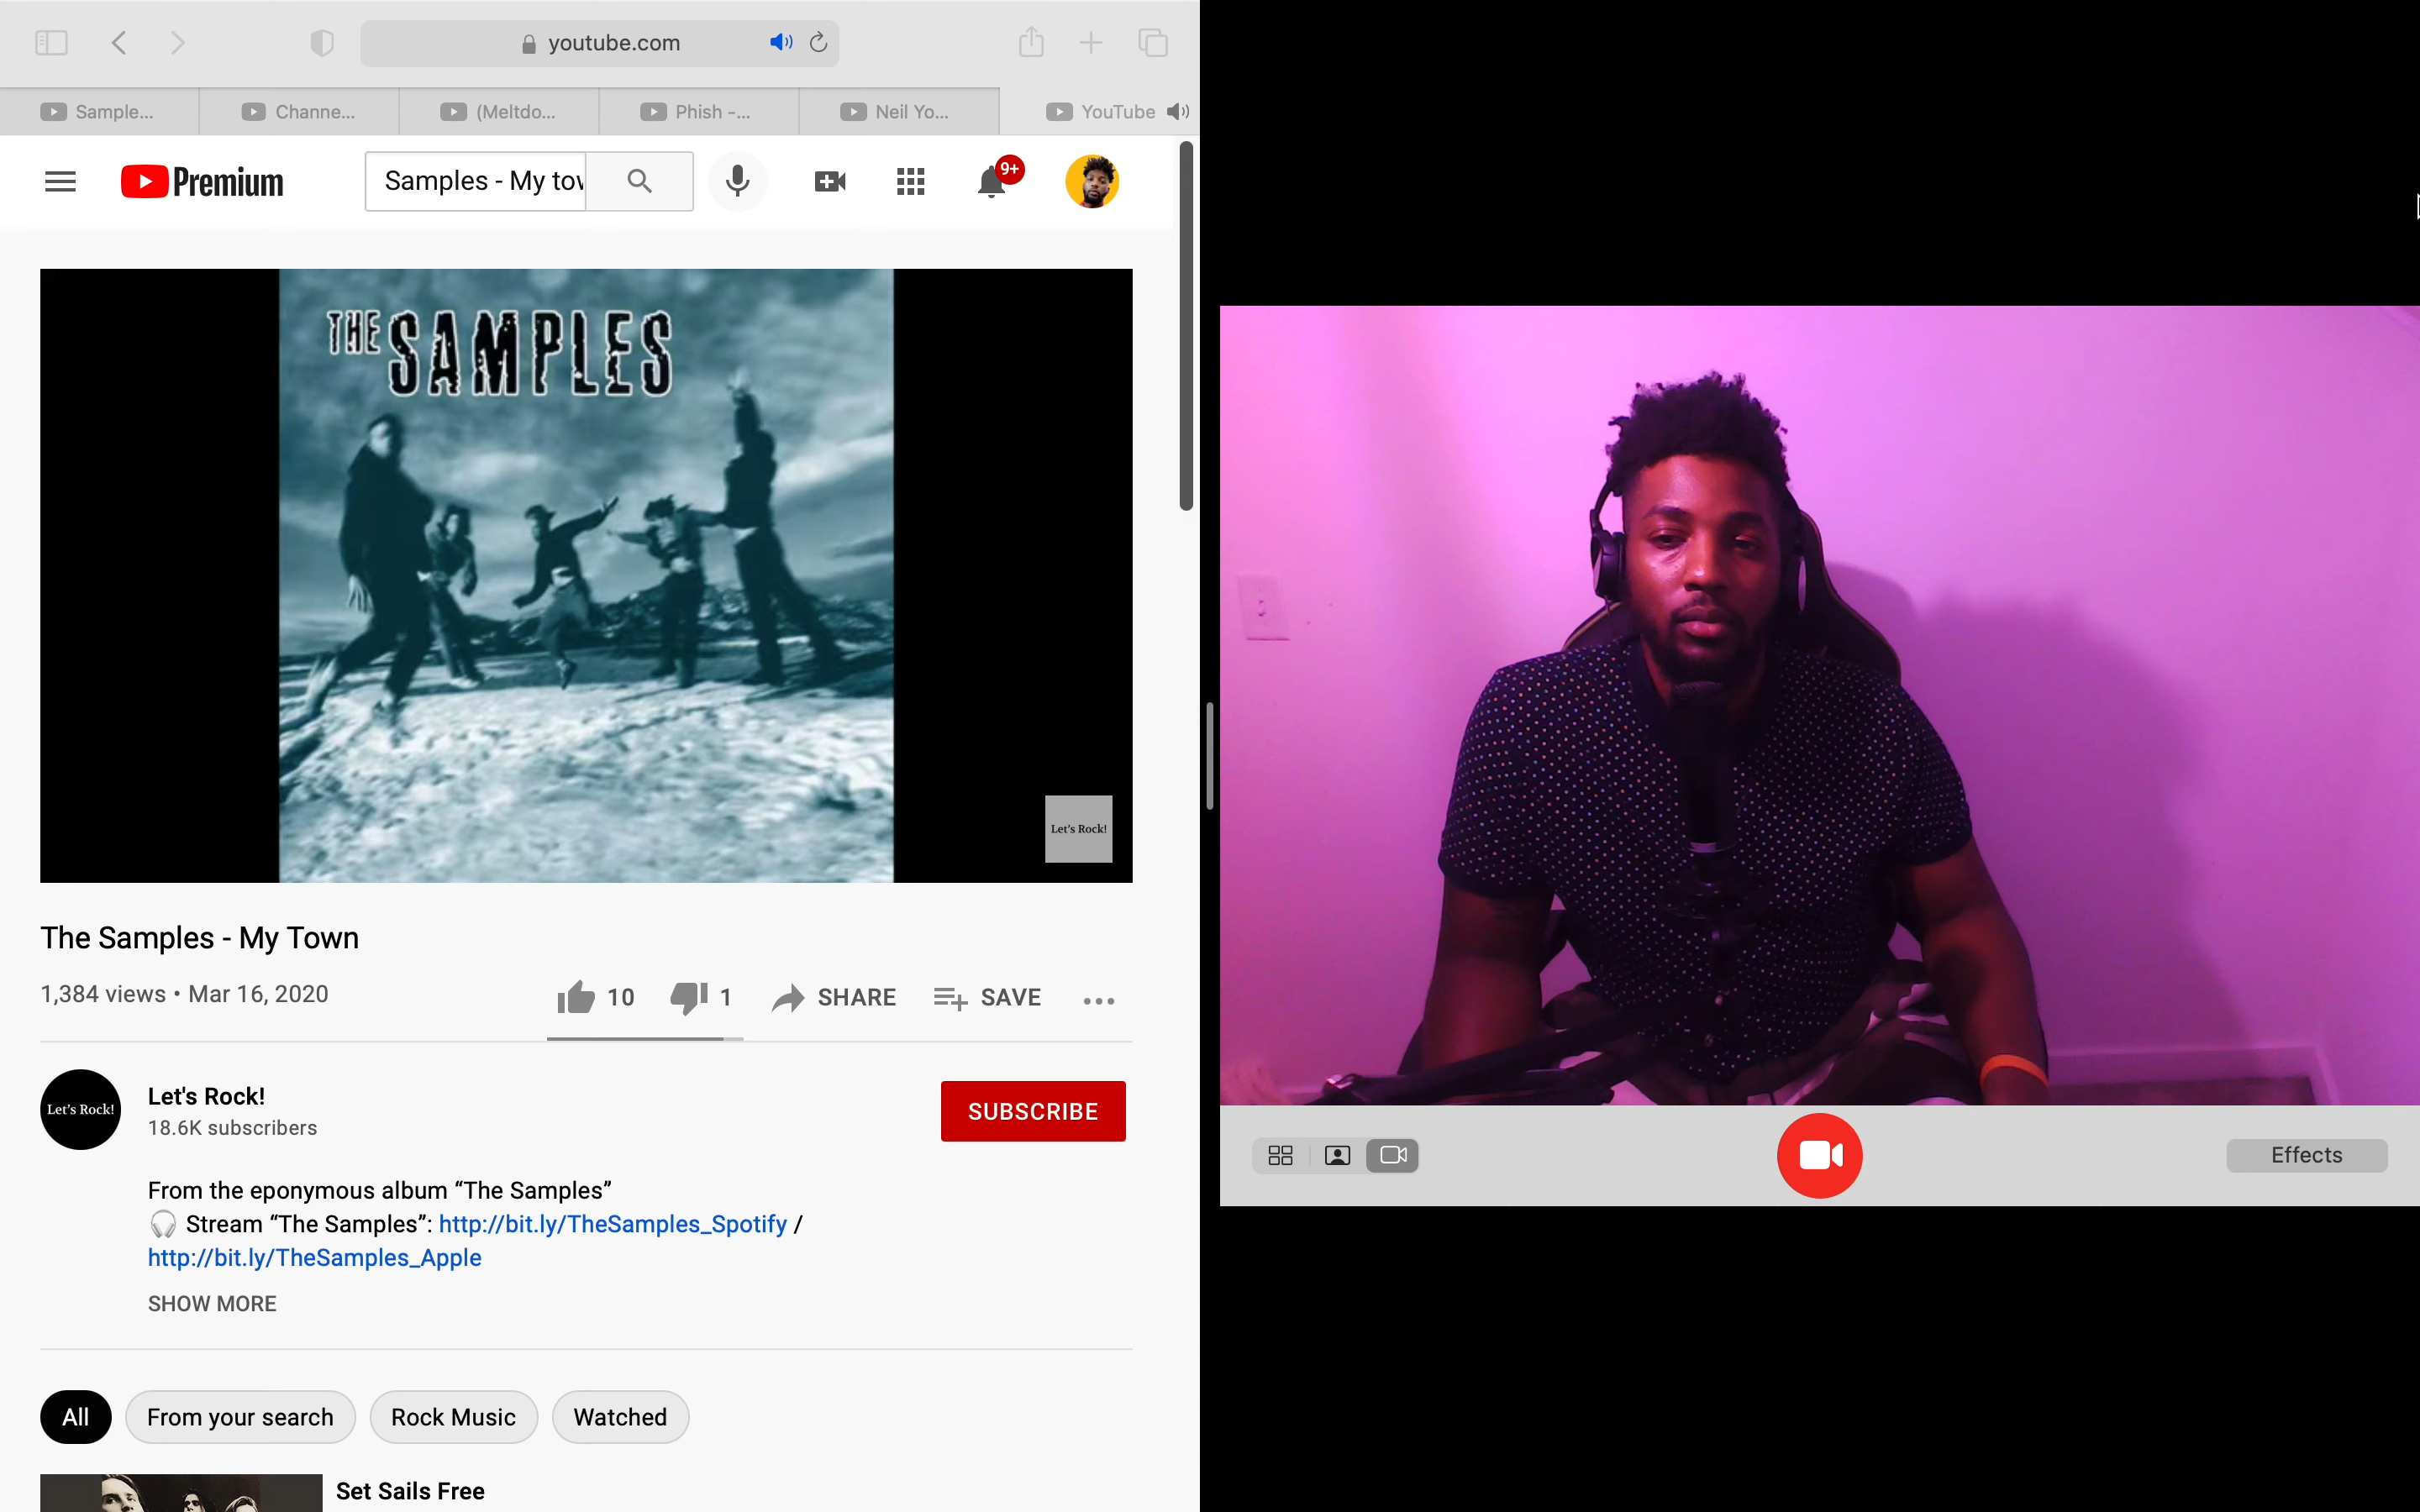 youtube.com
Sample...
Channe...
(Meltdo...
Phish -...
Neil Yo...
YouTube
Premium
Samples - My tov
9+
THE SAMPLES
Let's Rock!
The Samples - My Town
1,384 views • Mar 16, 2020
10
1
SHARE
SAVE
Let's Rock!
Let's Rock!
18.6K subscribers
SUBSCRIBE
From the eponymous album “The Samples”
🎧 Stream “The Samples”: http://bit.ly/TheSamples_Spotify /
http://bit.ly/TheSamples_Apple
SHOW MORE
All
From your search
Rock Music
Watched
Set Sails Free
Effects